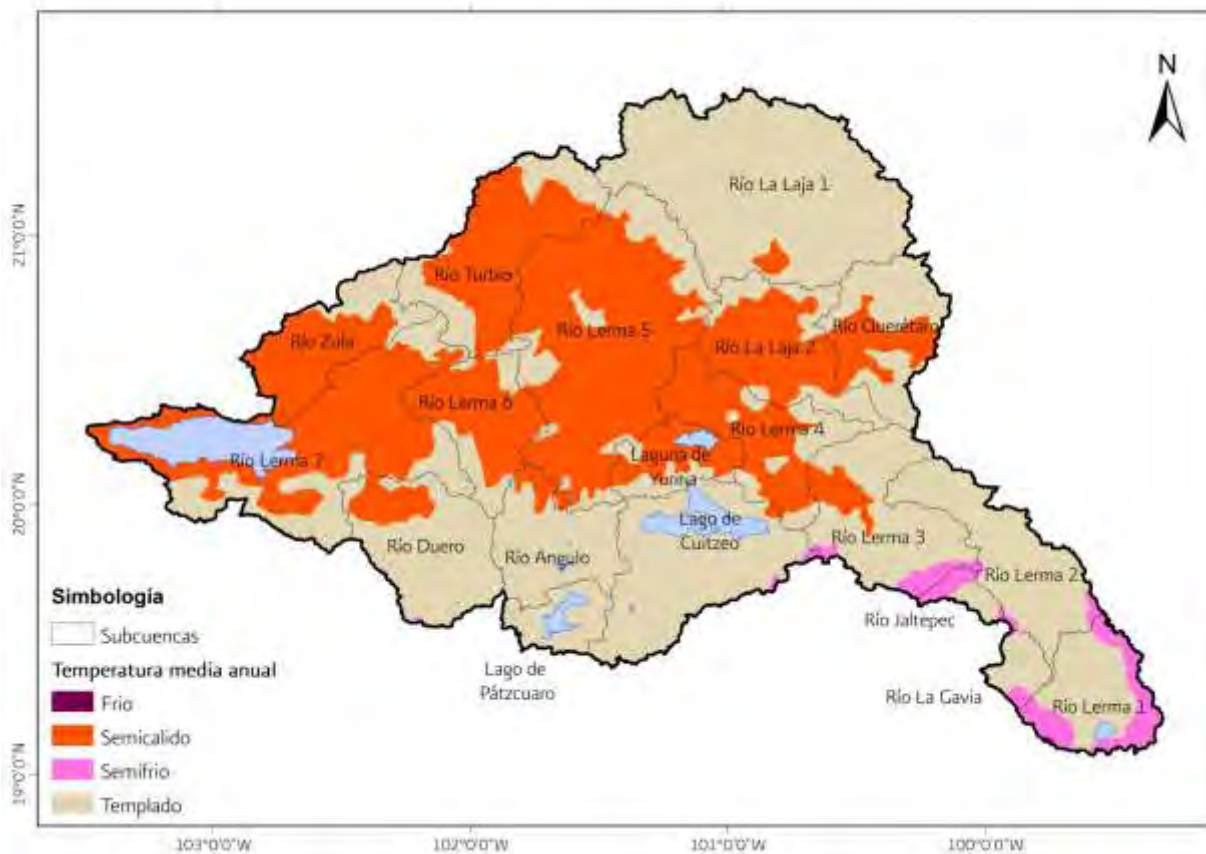 N
Río La Laja 1
21°0'0"N
Río Turbio
Río Lerma 5
Río Querétaro
Río Zula
Río La Laja 2
Río Lerma 6
Río Lerma 4
Río Lerma 7
Laguna de
Yuriria
20°0'0"N
Lago de
Cuitzeo
Río Duero
Río Angulo
Río Lerma 3
Río Lerma 2
Simbología
Subcuencas
Río Jaltepec
Temperatura media anual
Lago de
Pátzcuaro
Río La Gavia
Río Lerma 1
Frio
Semicalido
Semifrio
Templado
19°0'0"N
103°0'0"W
102°0'0"W
101°0'0"W
100°0'0"W